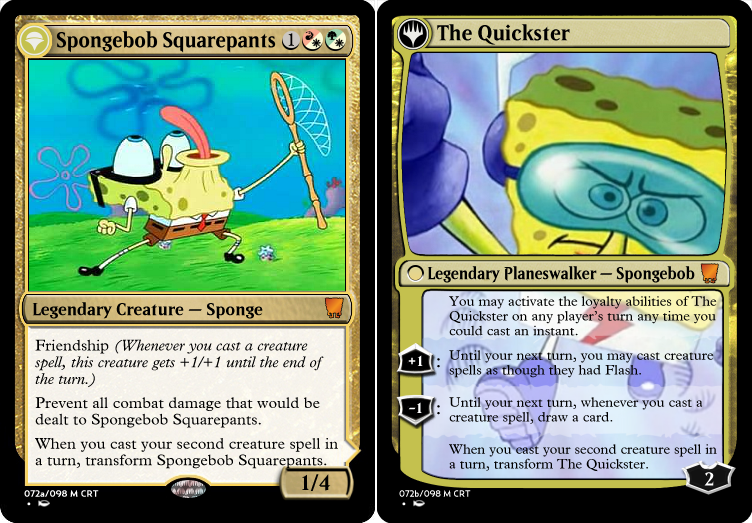 Spongebob Squarepants 1
Legendary Creature — Sponge
Friendship (Whenever you cast a creature
spell, this creature gets +1/+1 until the end of
the turn.)
Prevent all combat damage that would be
dealt to Spongebob Squarepants.
When you cast your second creature spell in
a turn, transform Spongebob Squarepants.
1/4
072a/098 M CRT
The Quickster
Legendary Planeswalker — Spongebob
You may activate the loyalty abilities of The
Quickster on any player's turn any time you
could cast an instant.
+1: Until your next turn, you may cast creature
spells as though they had Flash.
-1: Until your next turn, whenever you cast a
creature spell, draw a card.
When you cast your second creature spell in
a turn, transform The Quickster.
2
072b/098 M CRT